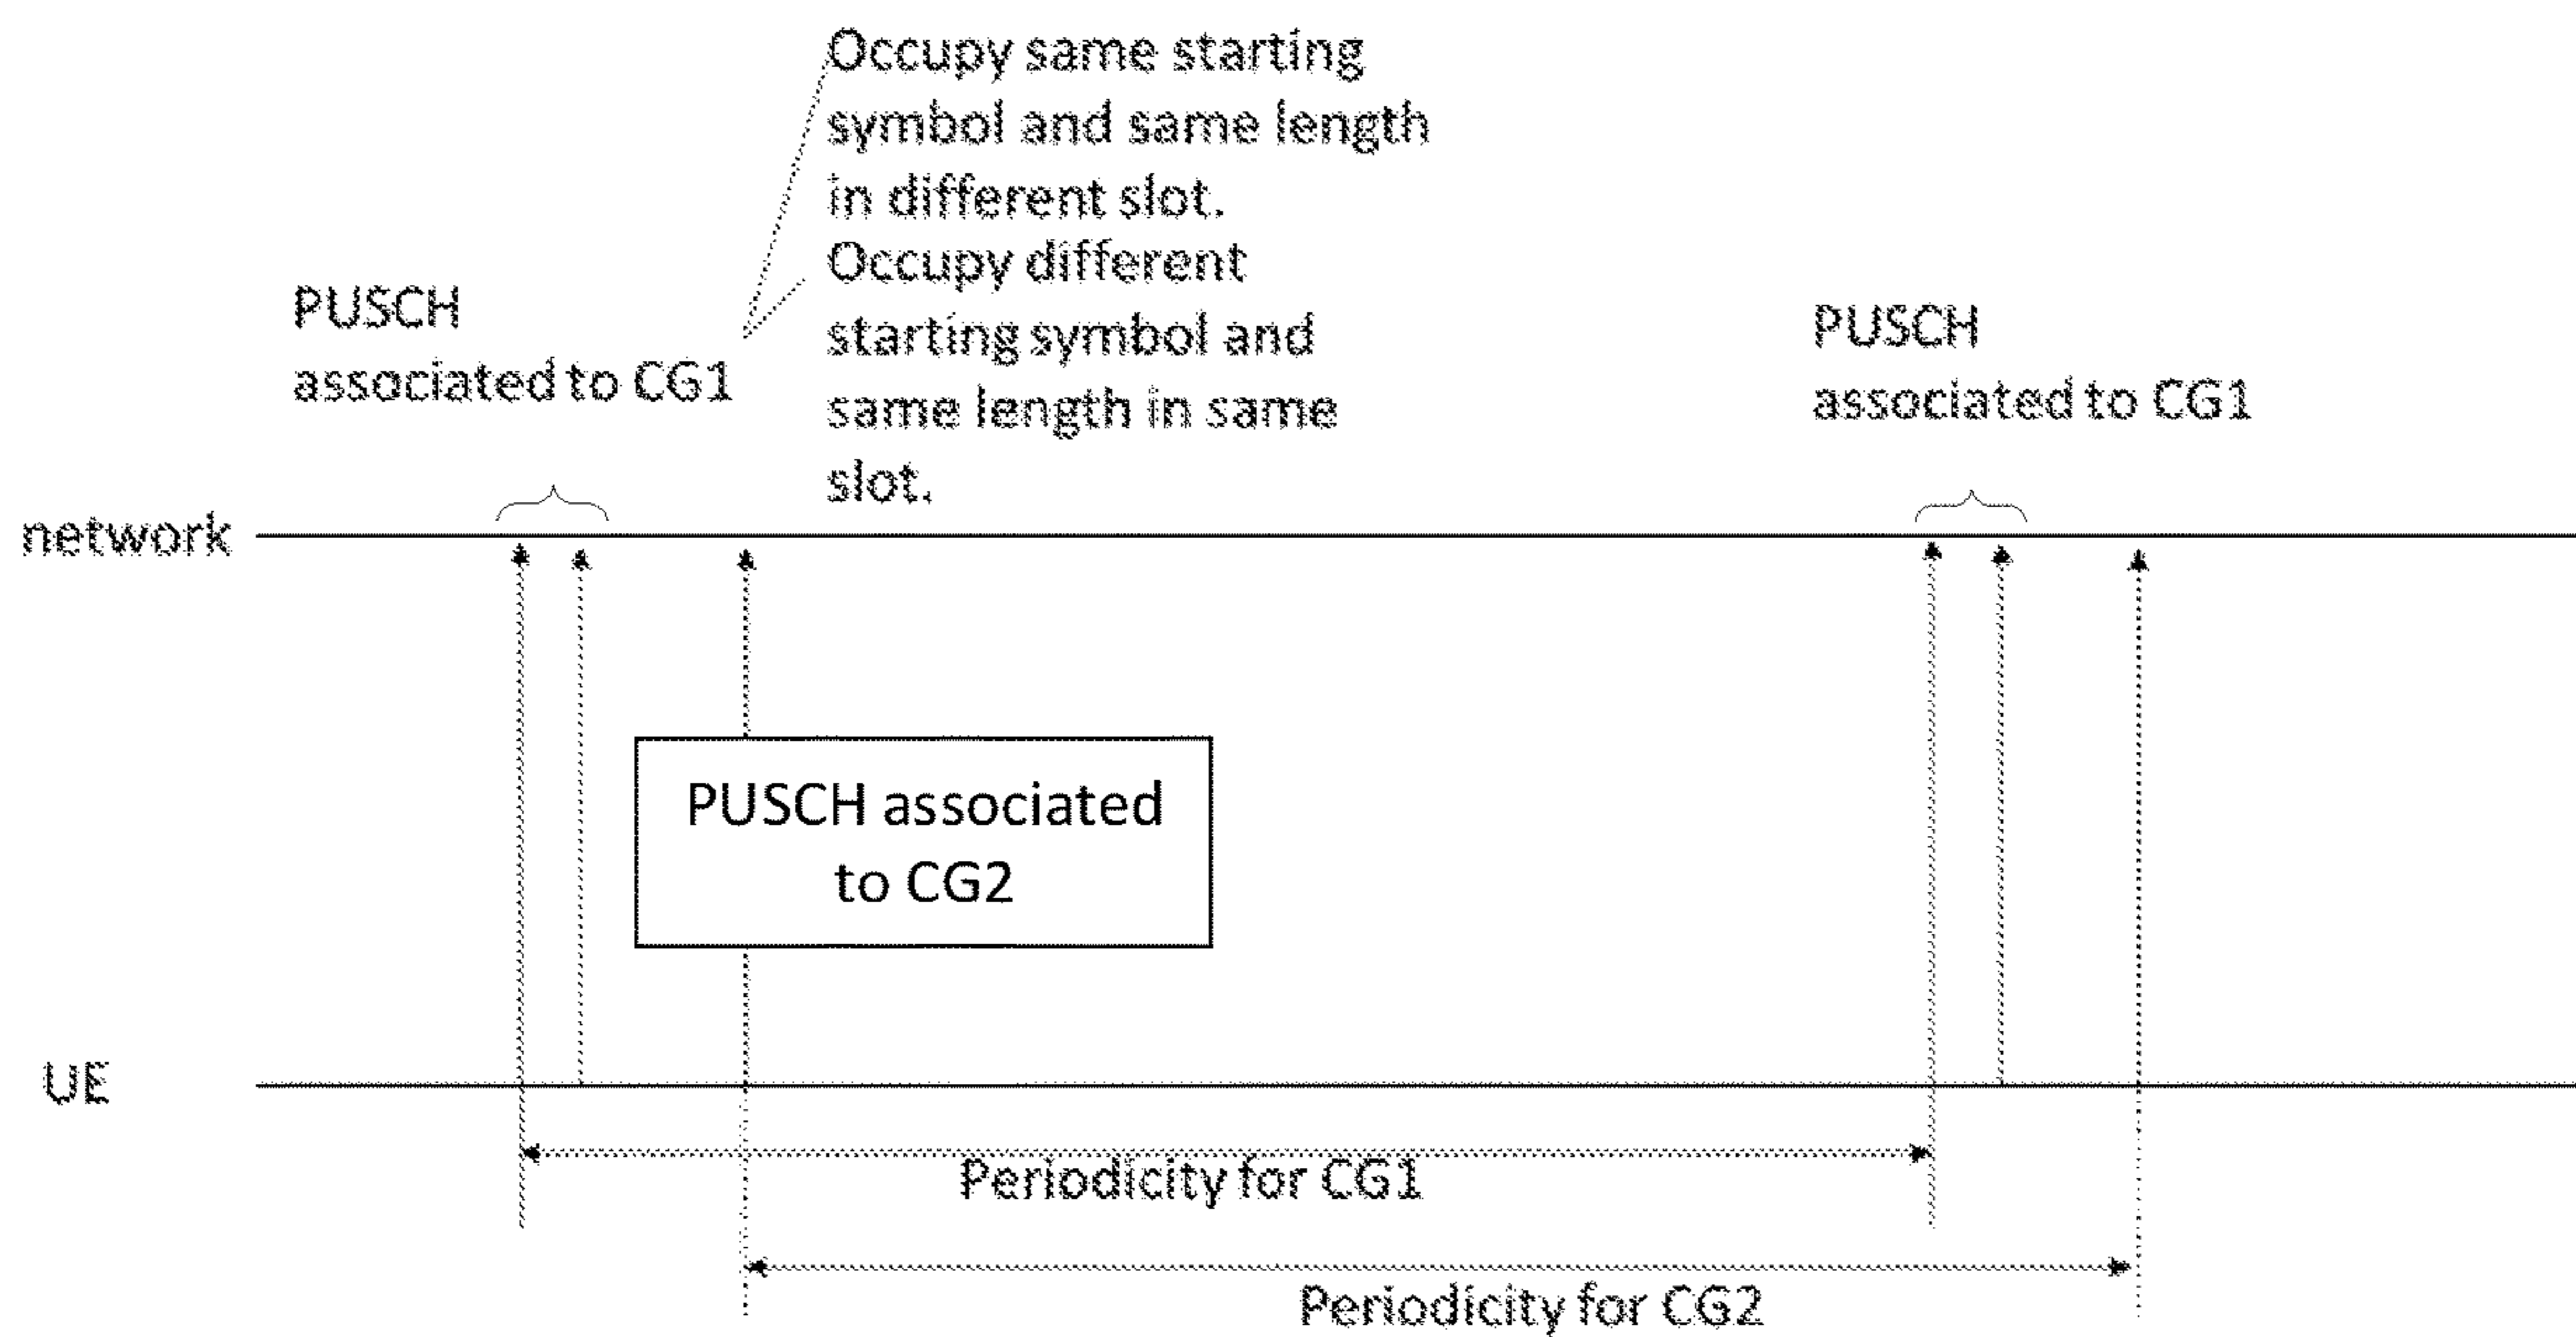 Occupy same starting
symbol and same length
in different slot.
Occupy different
starting symbol and
same length in same
slot.
PUSCH
associated to CG1
PUSCH
associated to CG1
network
PUSCH associated
to CG2
UE
Periodicity for CG1
Periodicity for CG2